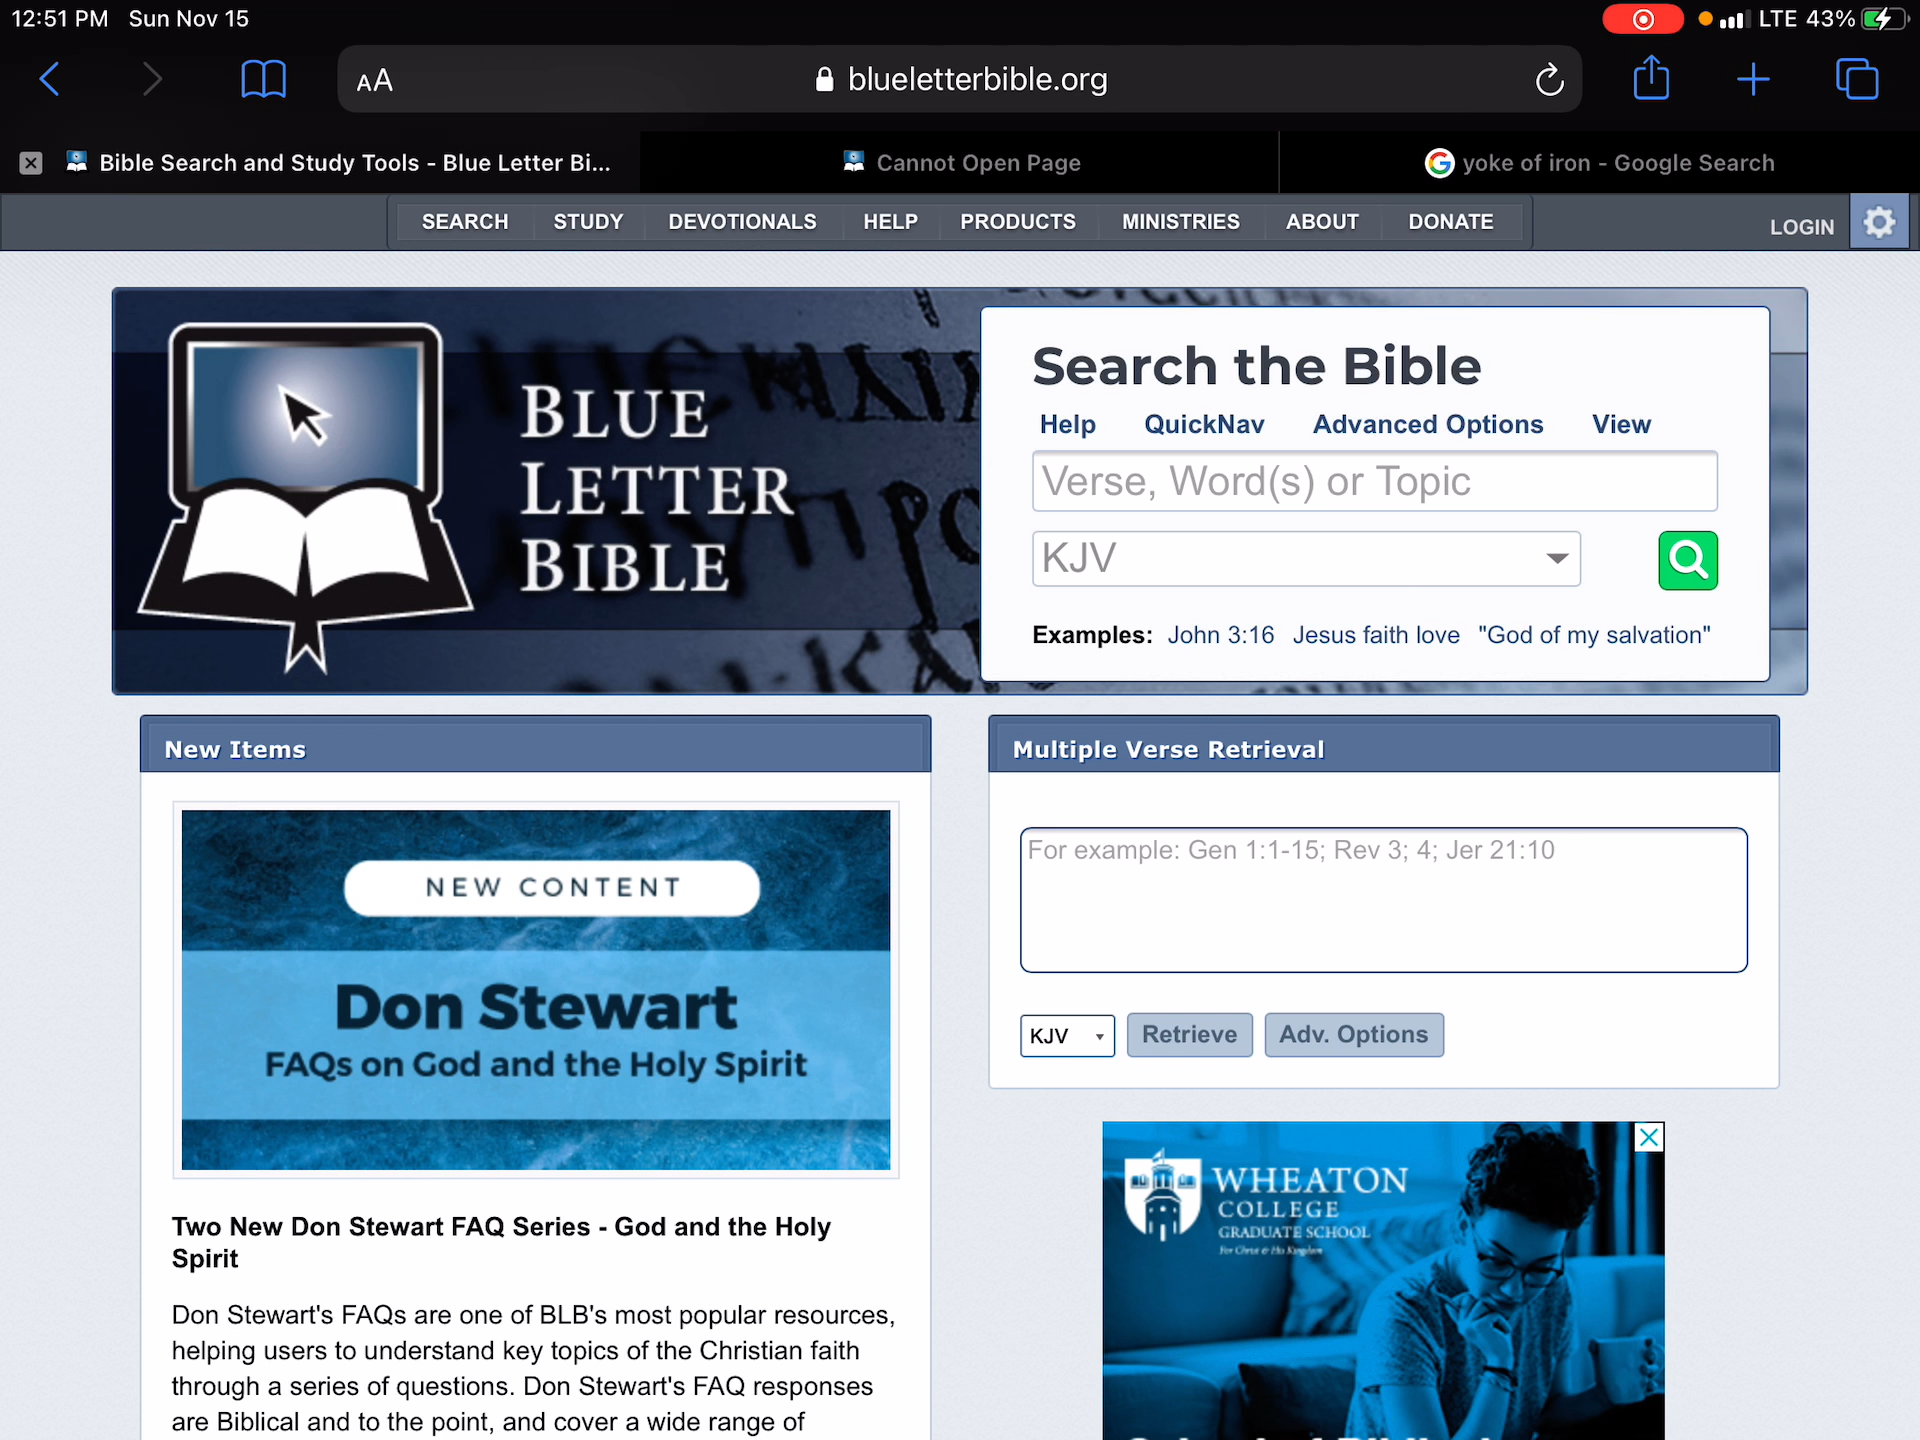 12:51 PM Sun Nov 15
LTE 43%
AA
blueletterbible.org
Bible Search and Study Tools - Blue Letter Bi...
Cannot Open Page
yoke of iron - Google Search
SEARCH STUDY DEVOTIONALS HELP PRODUCTS MINISTRIES ABOUT DONATE
LOGIN
BLUE
LETTER
BIBLE
Search the Bible
Help QuickNav Advanced Options View
Verse, Word(s) or Topic
KJV
Examples: John 3:16 Jesus faith love "God of my salvation"
New Items
NEW CONTENT
Don Stewart
FAQs on God and the Holy Spirit
Two New Don Stewart FAQ Series - God and the Holy
Spirit
Don Stewart's FAQs are one of BLB's most popular resources,
helping users to understand key topics of the Christian faith
through a series of questions. Don Stewart's FAQ responses
are Biblical and to the point, and cover a wide range of
Multiple Verse Retrieval
For example: Gen 1:1-15; Rev 3; 4; Jer 21:10
KJV Retrieve Adv. Options
WHEATON
COLLEGE
GRADUATE SCHOOL
For Christ & His Kingdom